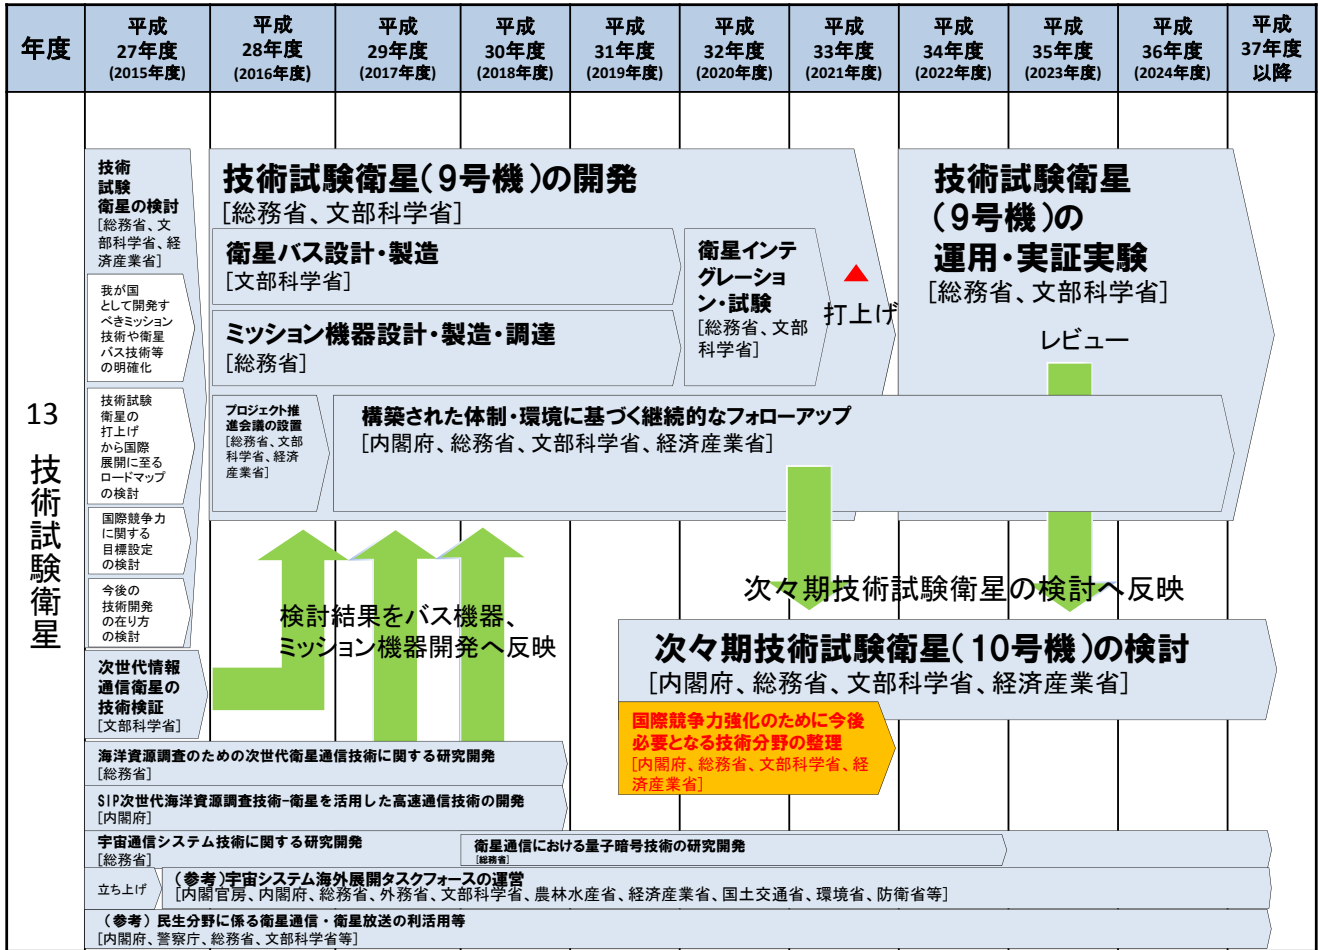 年度
平成
27年度
(2015年度)
平成
28年度
(2016年度)
平成
29年度
(2017年度)
平成
30年度
(2018年度)
平成
31年度
(2019年度)
平成
32年度
(2020年度)
平成
33年度
(2021年度)
平成
34年度
(2022年度)
平成
35年度
(2023年度)
平成
36年度
(2024年度)
平成
37年度
以降
13
技術試験衛星
技術
試験
衛星の検討
[総務省、文
部科学省、経
済産業省]
我が国
として開発す
べきミッション
技術や衛星
バス技術等
の明確化
技術試験
衛星の
打上げ
から国際
展開に至る
ロードマップ
の検討
国際競争力
に関する
目標設定
の検討
今後の
技術開発
の在り方
の検討
次世代情報
通信衛星の
技術検証
[文部科学省]
技術試験衛星(9号機)の開発
[総務省、文部科学省]
衛星バス設計・製造
[文部科学省]
ミッション機器設計・製造・調達
[総務省]
衛星インテ
グレーショ
ン・試験
[総務省、文部
科学省]
打上げ
技術試験衛星
(9号機)の
運用・実証実験
[総務省、文部科学省]
レビュー
プロジェクト推
進会議の設置
[総務省、文部
科学省、経済
産業省]
構築された体制・環境に基づく継続的なフォローアップ
[内閣府、総務省、文部科学省、経済産業省]
検討結果をバス機器、
ミッション機器開発へ反映
次々期技術試験衛星の検討へ反映
次々期技術試験衛星(10号機)の検討
[内閣府、総務省、文部科学省、経済産業省]
国際競争力強化のために今後
必要となる技術分野の整理
[内閣府、総務省、文部科学省、経
済産業省]
海洋資源調査のための次世代衛星通信技術に関する研究開発
[総務省]
SIP次世代海洋資源調査技術-衛星を活用した高速通信技術の開発
[内閣府]
宇宙通信システム技術に関する研究開発
[総務省]
衛星通信における量子暗号技術の研究開発
[総務省]
立ち上げ
(参考)宇宙システム海外展開タスクフォースの運営
[内閣官房、内閣府、総務省、外務省、文部科学省、農林水産省、経済産業省、国土交通省、環境省、防衛省等]
(参考)民生分野に係る衛星通信・衛星放送の利活用等
[内閣府、警察庁、総務省、文部科学省等]